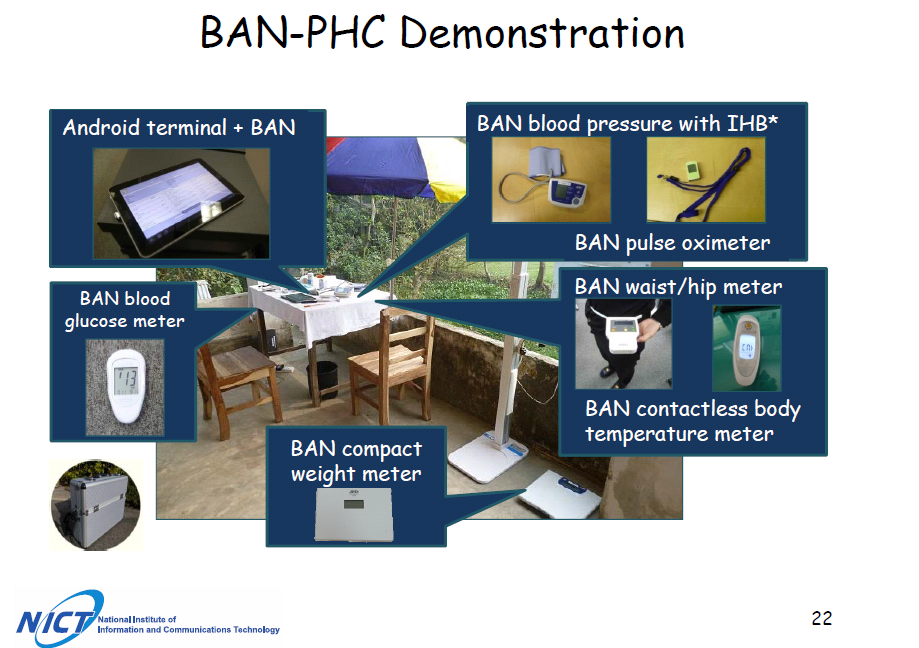 BAN-PHC Demonstration
Android terminal + BAN
BAN blood pressure with IHB*
BAN pulse oximeter
BAN blood
glucose meter
113
BAN waist/hip meter
BAN contactless body
temperature meter
BAN compact
weight meter
NICT
National Institute of
Information and Communications Technology
22